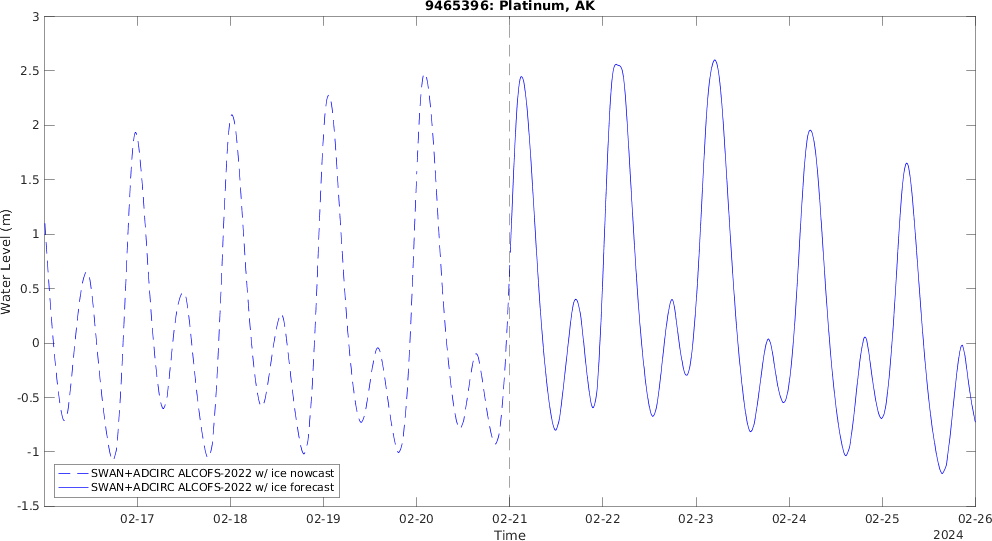 9465396: Platinum, AK
3
2.5
2
1.5
1
0.5
0
-0.5
-1
-1.5
Water Level (m)
SWAN+ADCIRC ALCOFS-2022 w/ ice nowcast
SWAN+ADCIRC ALCOFS-2022 w/ ice forecast
02-17 02-18 02-19 02-20 02-21 02-22 02-23 02-24 02-25 02-26
Time
2024